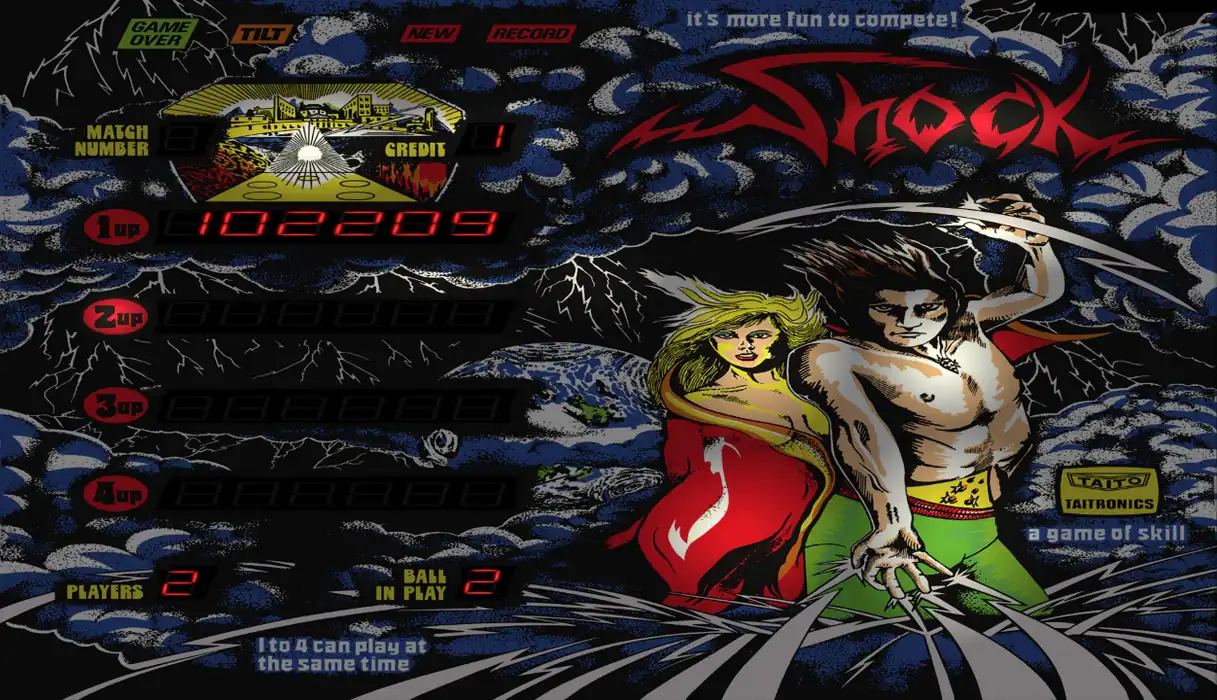 GAME
OVER
TILT
NEW
RECORD
it's more fun to compete!
Shock
MATCH
NUMBER
CREDIT
1
1up
102209
2up
3up
4up
TAITO
TAITRONICS
a game of skill
PLAYERS
2
BALL
IN PLAY
2
1 to 4 can play at
the same time